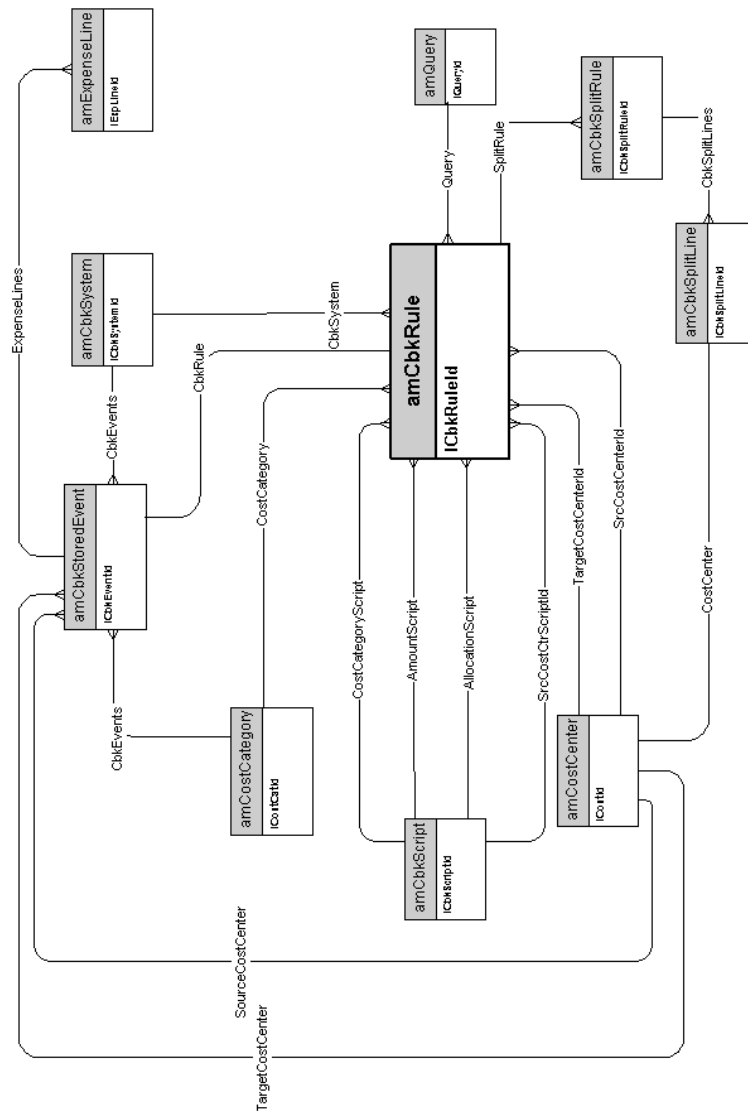 amExpenseLine
lExpLineId
ExpenseLines
amCbkSystem
lCbkSystemId
CbkEvents
amCbkStoredEvent
lCbkEventId
CbkRule
CbkSystem
amQuery
lQueryId
Query
SplitRule
amCbkSplitRule
lCbkSplitRuleId
CbkSplitLines
amCbkSplitLine
lCbkSplitLineId
amCbkRule
lCbkRuleId
CostCategory
CbkEvents
amCostCategory
lCostCatId
CostCategoryScript
AmountScript
AllocationScript
SrcCostCtrScriptId
amCbkScript
lCbkScriptId
TargetCostCenterId
SrcCostCenterId
CostCenter
amCostCenter
lCostId
SourceCostCenter
TargetCostCenter